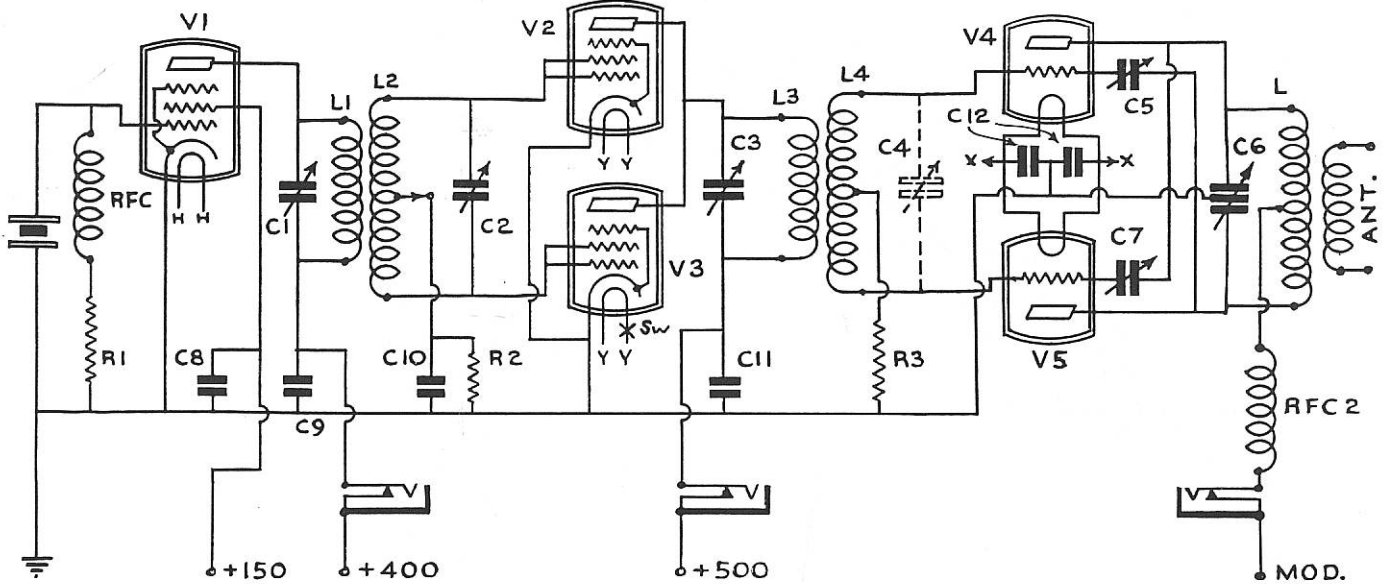 V1
V2
V4
L1
L2
L3
L4
L
C5
C12
X
X
C3
C4
C6
RFC
H H
C1
C2
Y Y
ANT.
V3
C7
Sw
R1
C8
C10
R2
Y Y
C11
R3
V5
C9
RFC 2
V
V
V
+150
+400
+500
MOD.